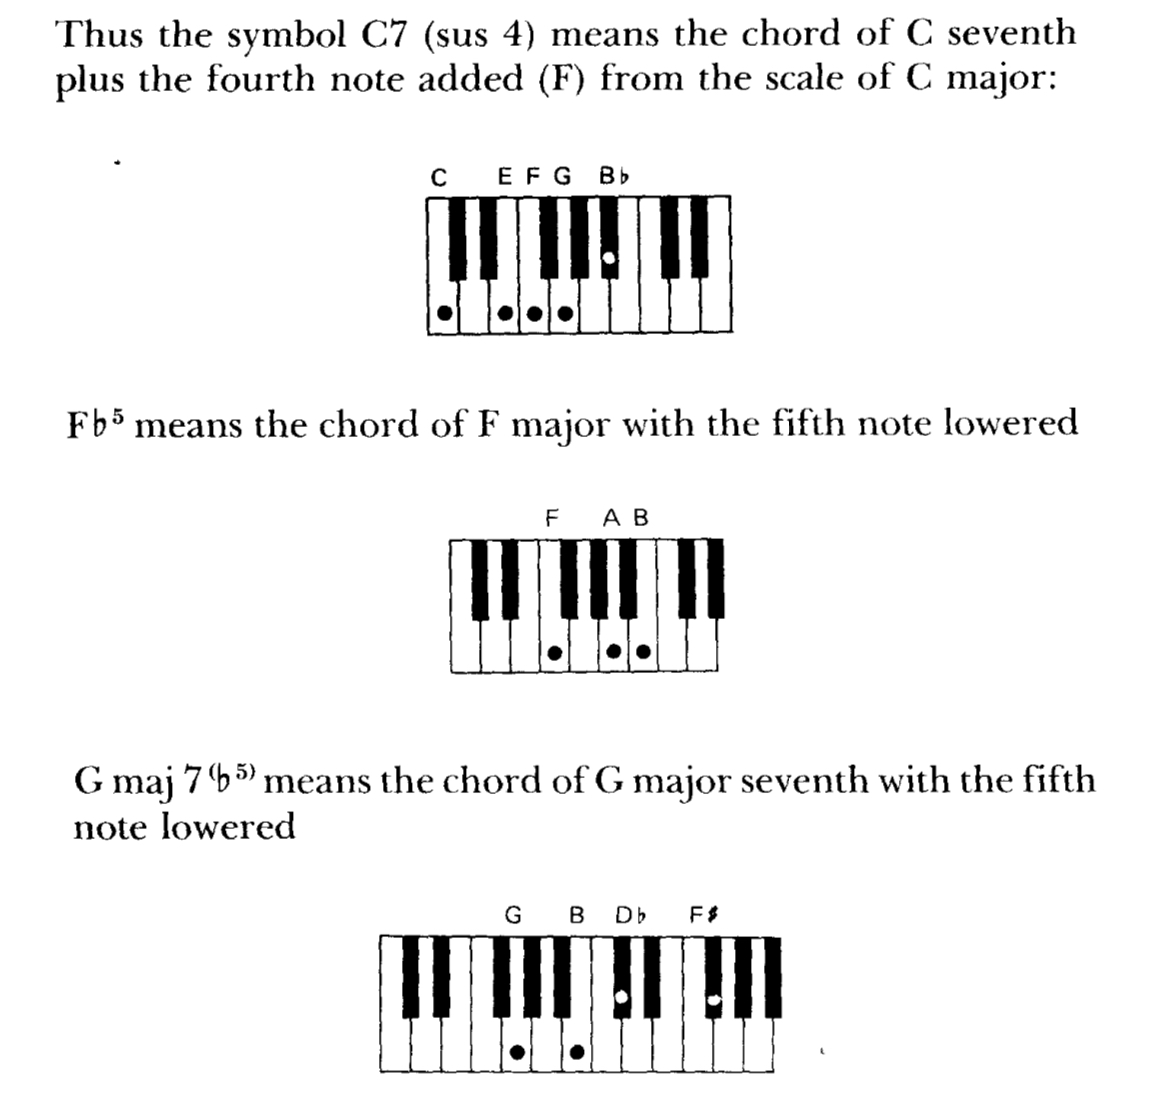 Thus the symbol C7 (sus 4) means the chord of C seventh
plus the fourth note added (F) from the scale of C major:
C E F G B♭
F♭⁵ means the chord of F major with the fifth note lowered
F A B
G maj 7(♭5) means the chord of G major seventh with the fifth
note lowered
G B D♭ F♯